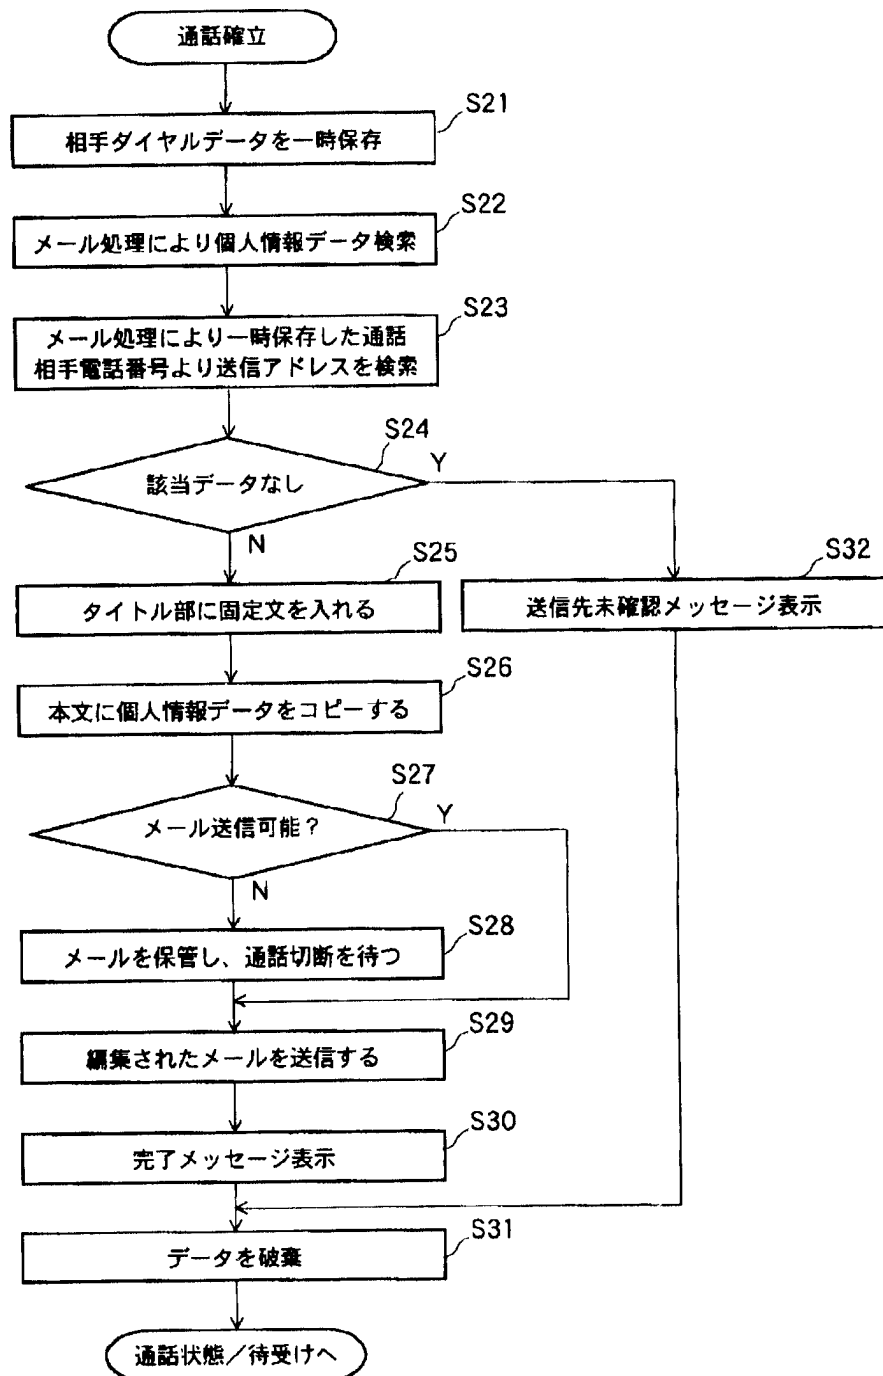 通話確立
S21
相手ダイヤルデータを一時保存
S22
メール処理により個人情報データ検索
S23
メール処理により一時保存した通話
相手電話番号より送信アドレスを検索
S24
該当データなし
Y
N
S25
タイトル部に固定文を入れる
S32
送信先未確認メッセージ表示
S26
本文に個人情報データをコピーする
S27
メール送信可能?
Y
N
S28
メールを保管し、通話切断を待つ
S29
編集されたメールを送信する
S30
完了メッセージ表示
S31
データを破棄
通話状態/待受けへ